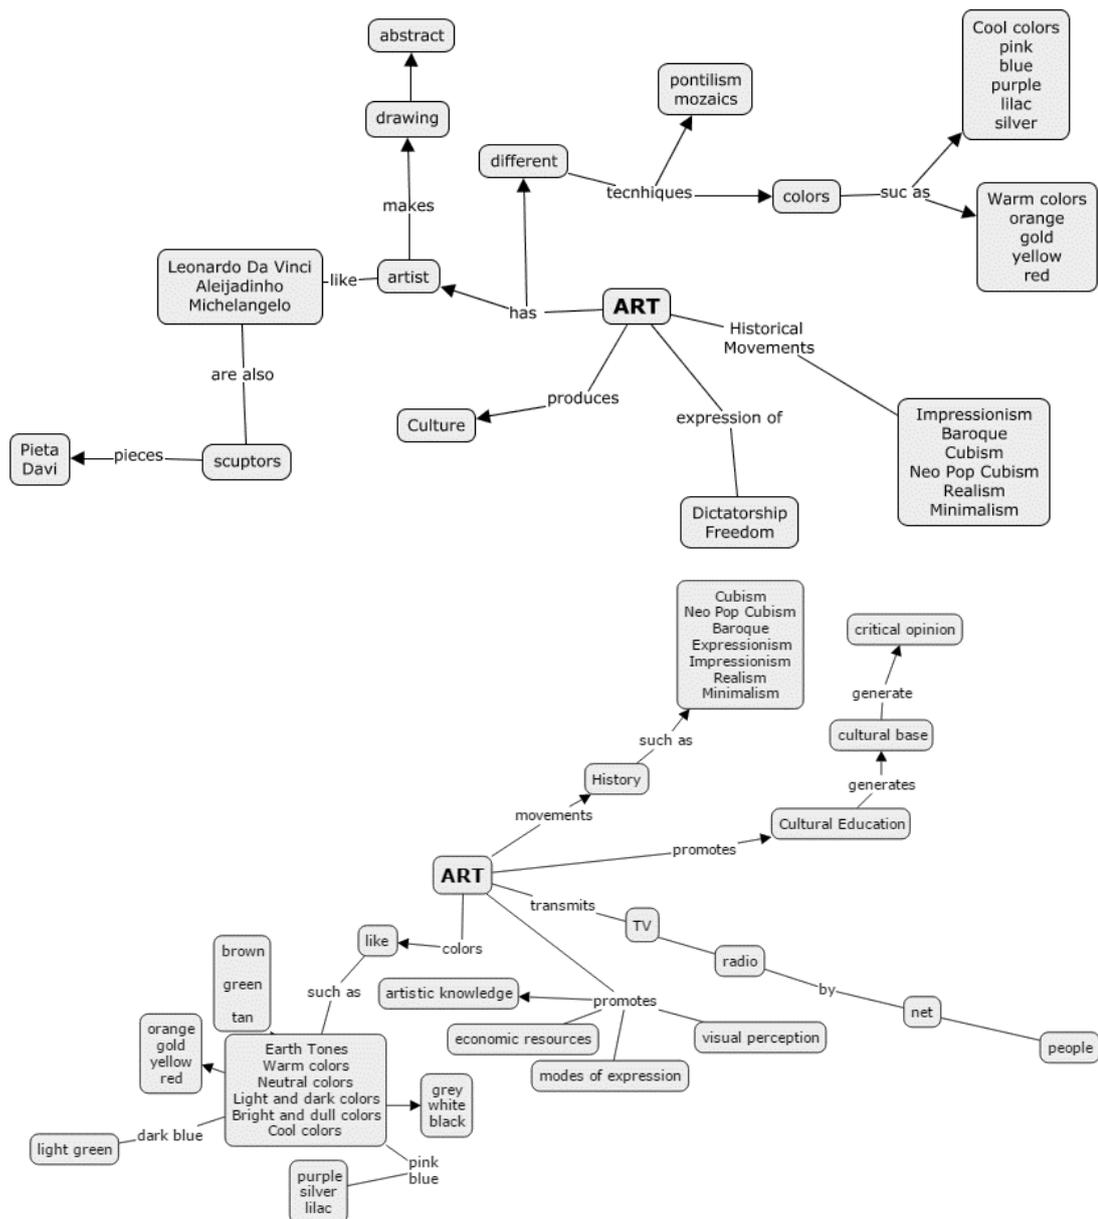 abstract
drawing
makes
artist
like
Leonardo Da Vinci
Aleijadinho
Michelangelo
are also
scuptors
pieces
Pieta
Davi
has
different
tecnhiques
pontilism
mozaics
colors
suc as
Cool colors
pink
blue
purple
lilac
silver
Warm colors
orange
gold
yellow
red
ART
Historical
Movements
Impressionism
Baroque
Cubism
Neo Pop Cubism
Realism
Minimalism
produces
Culture
expression of
Dictatorship
Freedom
Cubism
Neo Pop Cubism
Baroque
Expressionism
Impressionism
Realism
Minimalism
such as
History
movements
critical opinion
generate
cultural base
generates
Cultural Education
promotes
ART
transmits
TV
radio
by
net
people
colors
like
such as
promotes
artistic knowledge
economic resources
modes of expression
visual perception
brown
green
tan
orange
gold
yellow
red
Earth Tones
Warm colors
Neutral colors
Light and dark colors
Bright and dull colors
Cool colors
grey
white
black
dark blue
light green
pink
blue
purple
silver
lilac